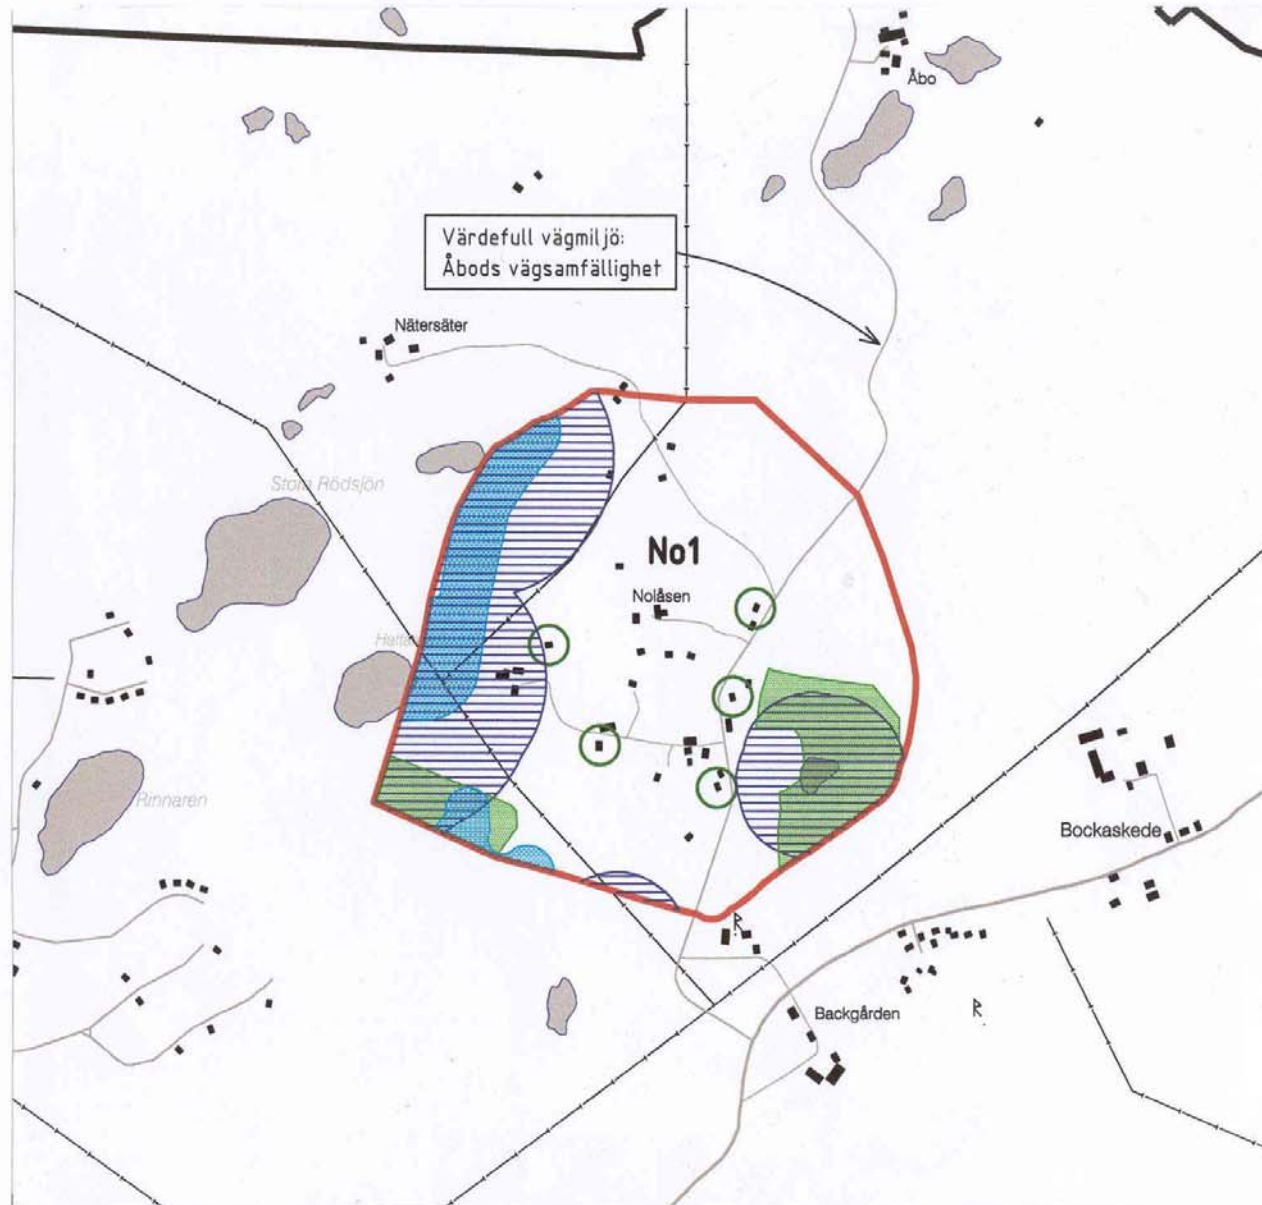 Åbo
Värdefull vägmiljö:
Åbods vägsamfällighet
Nätersäter
Stora Rödsjön
No1
Nolåsen
Rinnaren
Bockaskede
R
Backgården
R